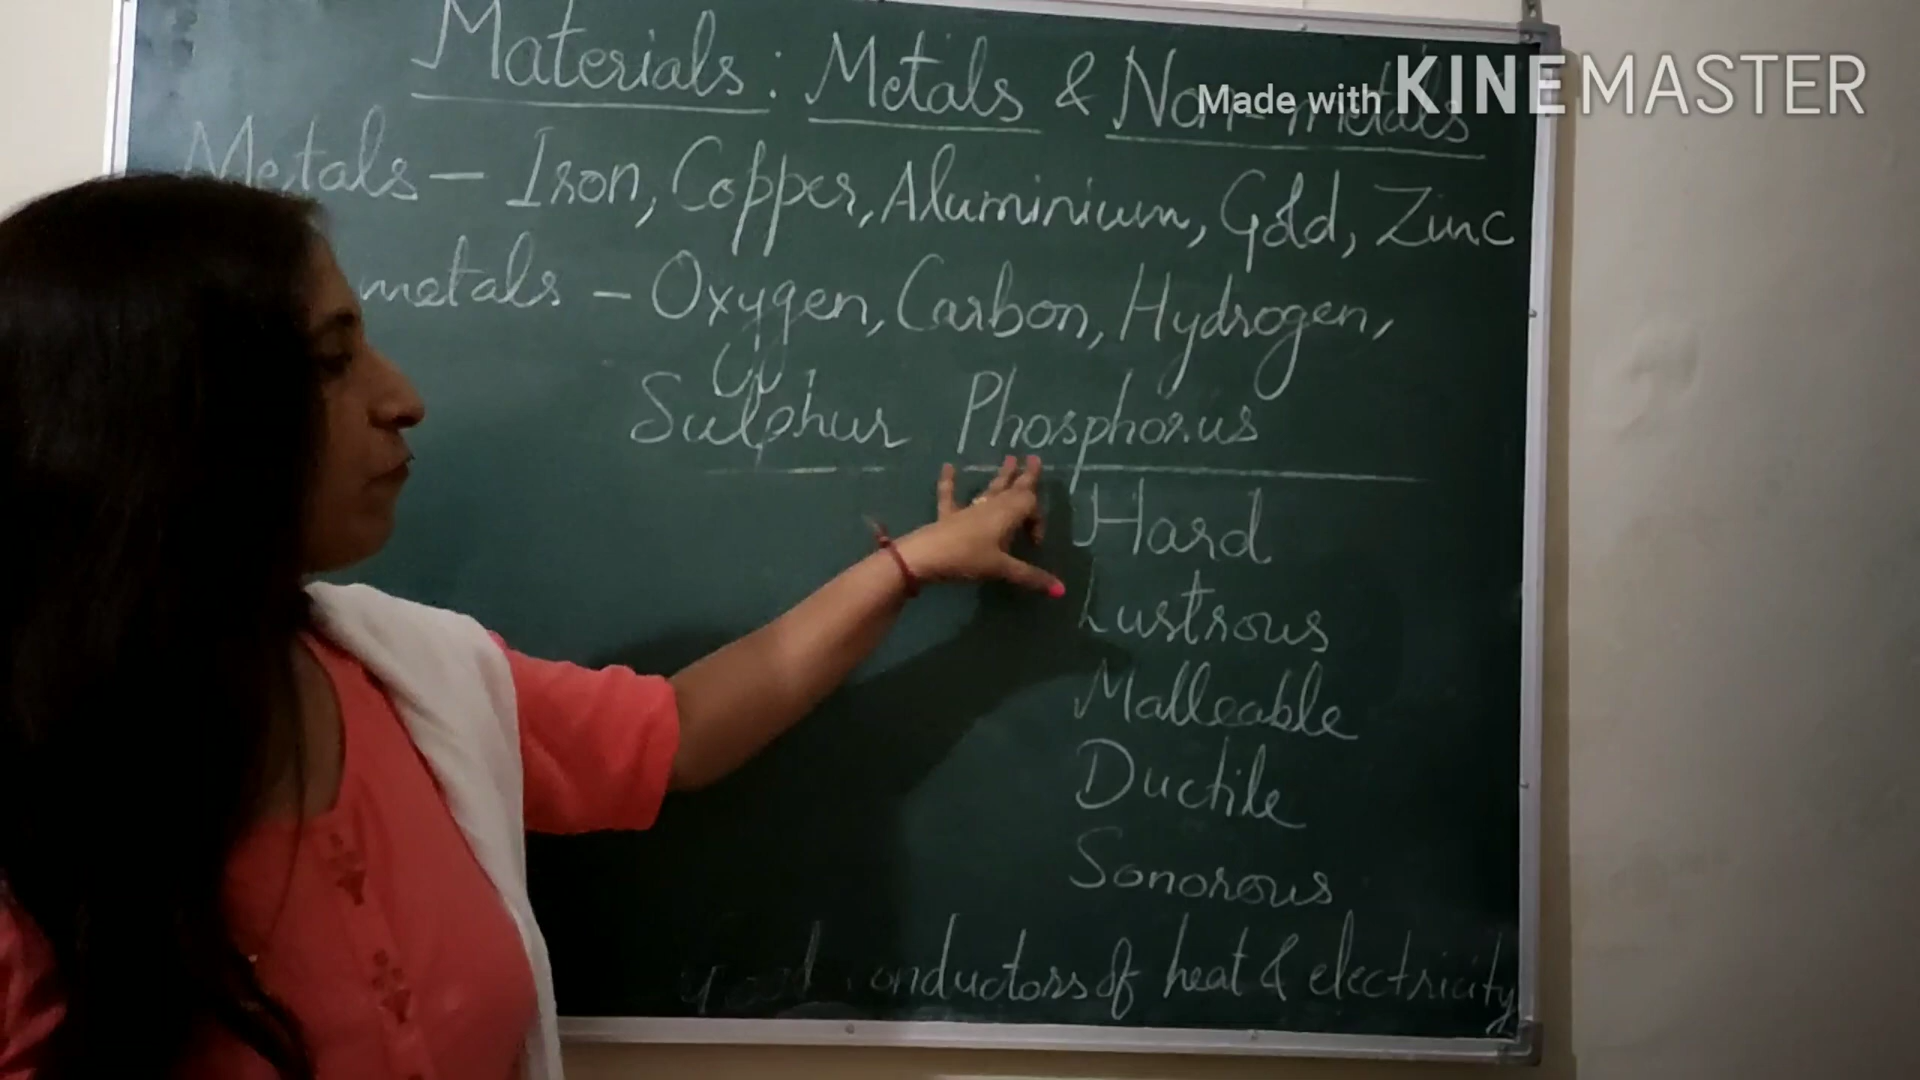 Materials: Metals & Non-metals
Made with KINEMASTER
Metals - Iron, Copper, Aluminium, Gold, Zinc
metals - Oxygen, Carbon, Hydrogen,
Sulphur Phosphorus
Hard
Lustrous
Malleable
Ductile
Sonorous
good conductors of heat & electricity